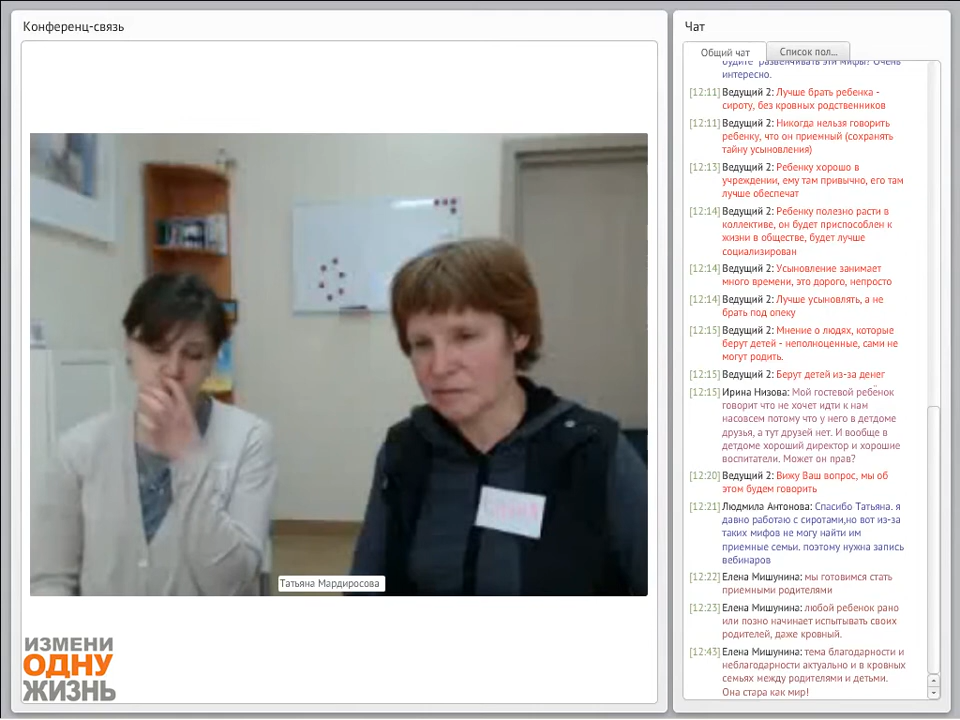 Конференц-связь
Татьяна Мардиросова
ИЗМЕНИ
ОДНУ
ЖИЗНЬ
Чат
Общий чат
Список пол...
будите развенчивать эти мифы? Очень
интересно.
[12:11] Ведущий 2: Лучше брать ребенка -
сироту, без кровных родственников
[12:11] Ведущий 2: Никогда нельзя говорить
ребенку, что он приемный (сохранять
тайну усыновления)
[12:13] Ведущий 2: Ребенку хорошо в
учреждении, ему там привычно, его там
лучше обеспечат
[12:14] Ведущий 2: Ребенку полезно расти в
коллективе, он будет приспособлен к
жизни в обществе, будет лучше
социализирован
[12:14] Ведущий 2: Усыновление занимает
много времени, это дорого, непросто
[12:14] Ведущий 2: Лучше усыновлять, а не
брать под опеку
[12:15] Ведущий 2: Мнение о людях, которые
берут детей - неполноценные, сами не
могут родить.
[12:15] Ведущий 2: Берут детей из-за денег
[12:15] Ирина Низова: Мой гостевой ребёнок
говорит что не хочет идти к нам
насовсем потому что у него в детдоме
друзья, а тут друзей нет. И вообще в
детдоме хороший директор и хорошие
воспитатели. Может он прав?
[12:20] Ведущий 2: Вижу Ваш вопрос, мы об
этом будем говорить
[12:21] Людмила Антонова: Спасибо Татьяна. я
давно работаю с сиротами,но вот из-за
таких мифов не могу найти им
приемные семьи. поэтому нужна запись
вебинаров
[12:22] Елена Мишунина: мы готовимся стать
приемными родителями
[12:23] Елена Мишунина: любой ребенок рано
или позно начинает испытывать своих
родителей, даже кровный.
[12:43] Елена Мишунина: тема благодарности и
неблагодарности актуально и в кровных
семьях между родителями и детьми.
Она стара как мир!